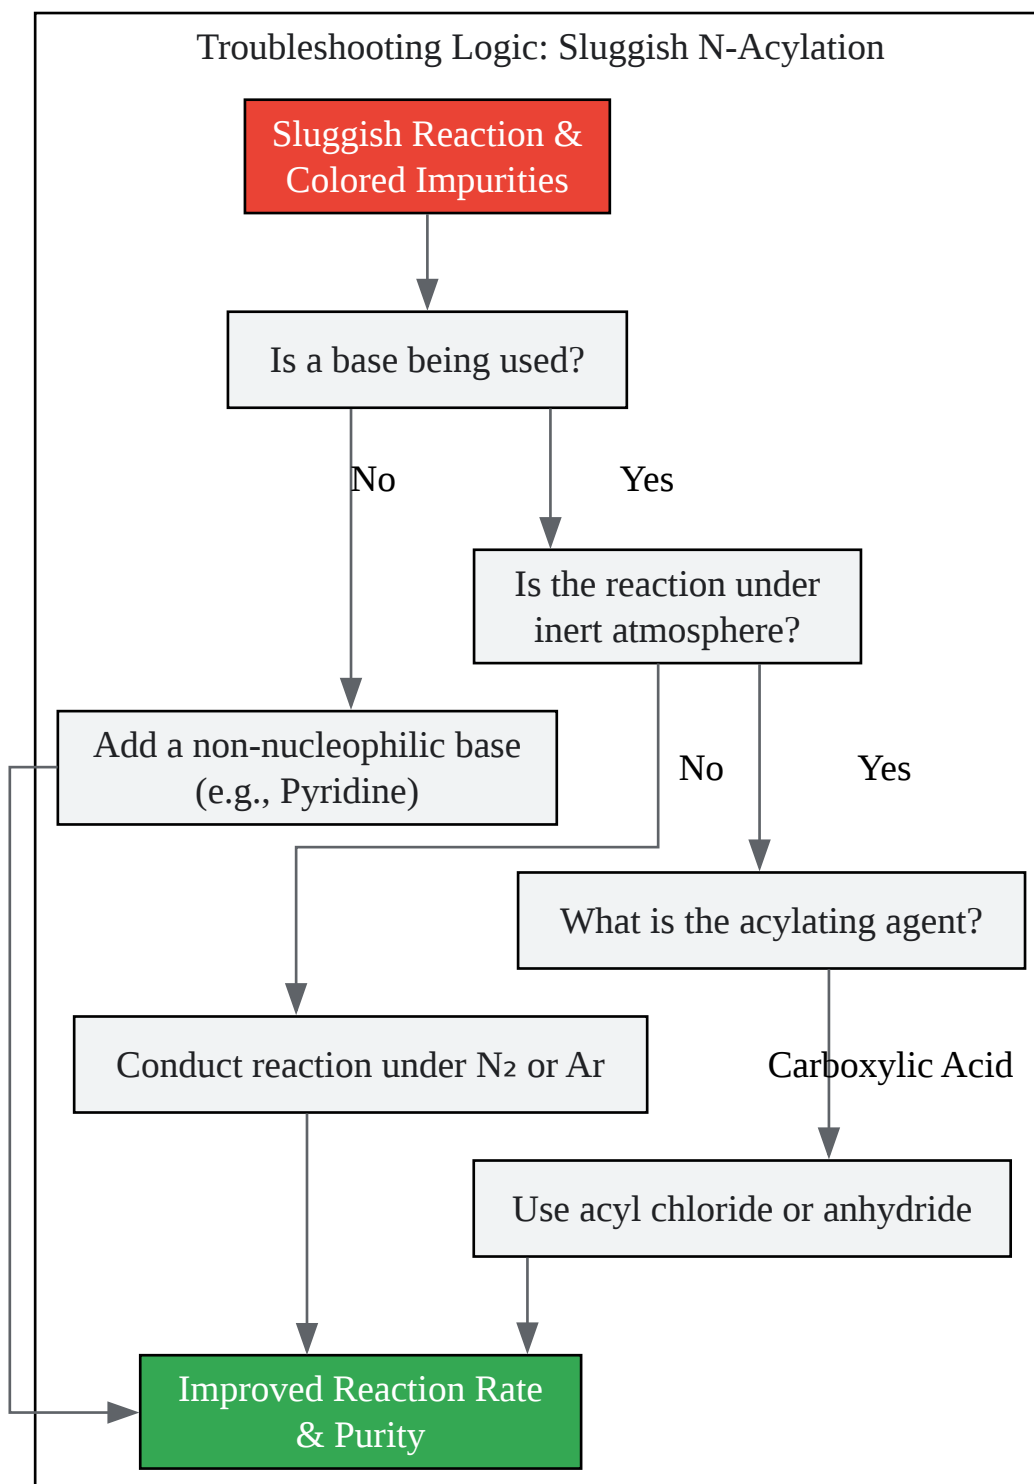 Troubleshooting Logic: Sluggish N-Acylation
Sluggish Reaction &
Colored Impurities
Is a base being used?
No
Yes
Is the reaction under
inert atmosphere?
Add a non-nucleophilic base
(e.g., Pyridine)
No
Yes
What is the acylating agent?
Conduct reaction under N₂ or Ar
Carboxylic Acid
Use acyl chloride or anhydride
Improved Reaction Rate
& Purity